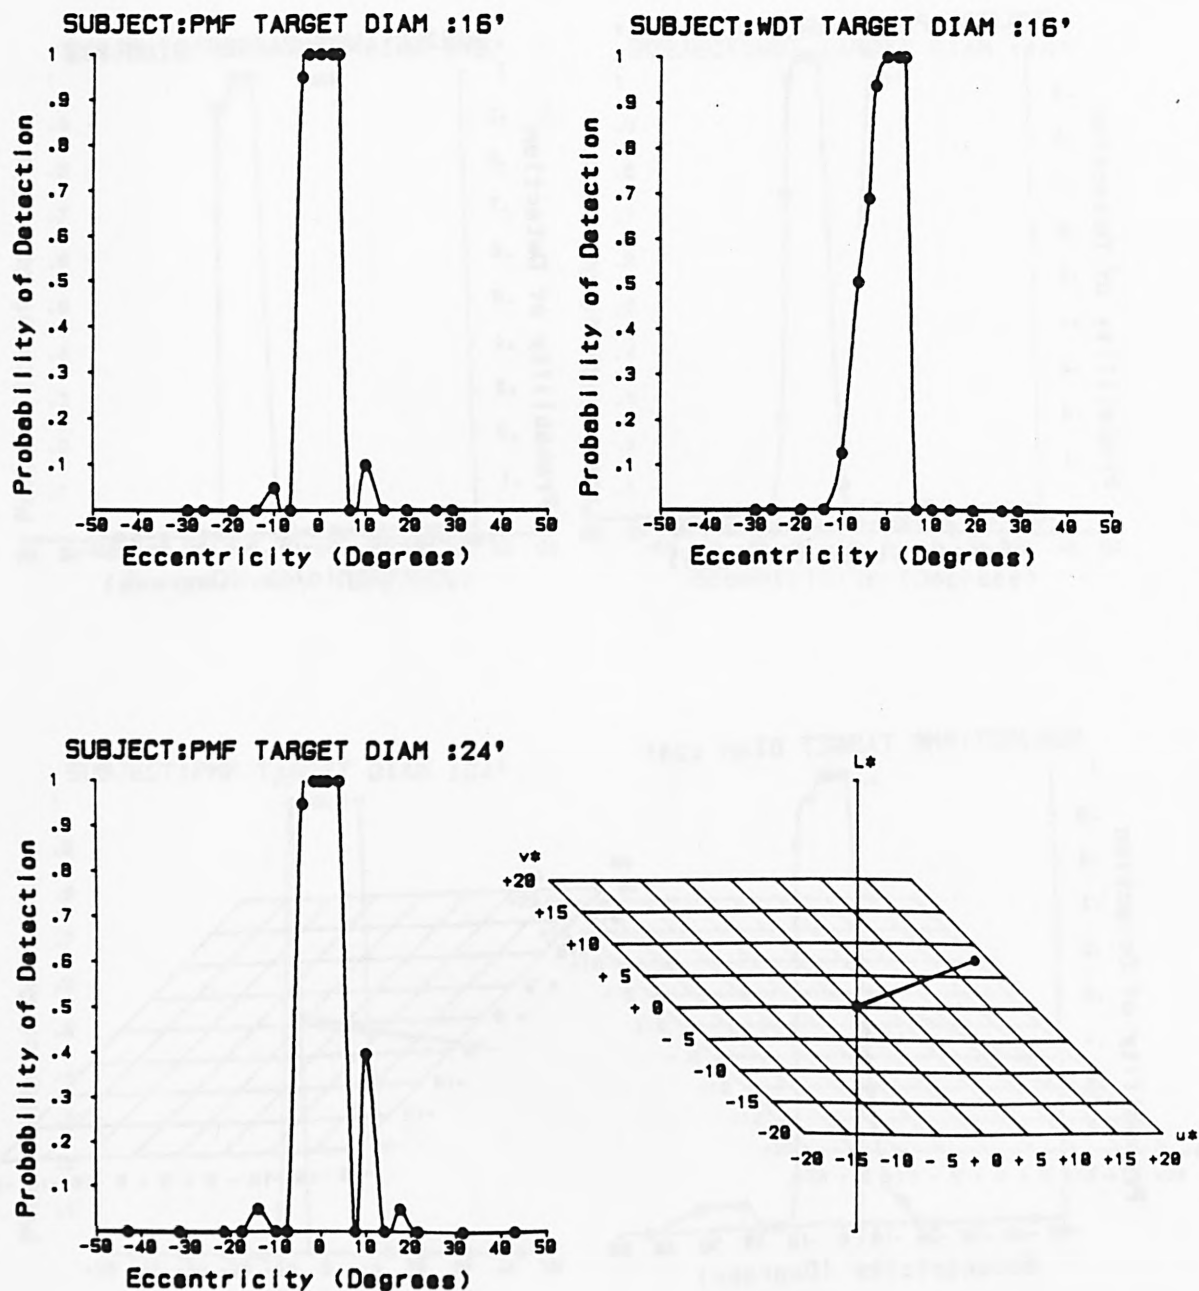 SUBJECT:PMF TARGET DIAM :16'
1
.9
.8
.7
.6
.5
.4
.3
.2
.1
Probability of Detection
-50 -40 -30 -20 -10 0 10 20 30 40 50
Eccentricity (Degrees)
SUBJECT:WDT TARGET DIAM :16'
1
.9
.8
.7
.6
.5
.4
.3
.2
.1
Probability of Detection
-50 -40 -30 -20 -10 0 10 20 30 40 50
Eccentricity (Degrees)
SUBJECT:PMF TARGET DIAM :24'
1
.9
.8
.7
.6
.5
.4
.3
.2
.1
Probability of Detection
-50 -40 -30 -20 -10 0 10 20 30 40 50
Eccentricity (Degrees)
L*
v*
+20
+15
+10
+ 5
+ 0
- 5
-10
-15
-20
-20 -15 -10 - 5 + 0 + 5 +10 +15 +20
u*